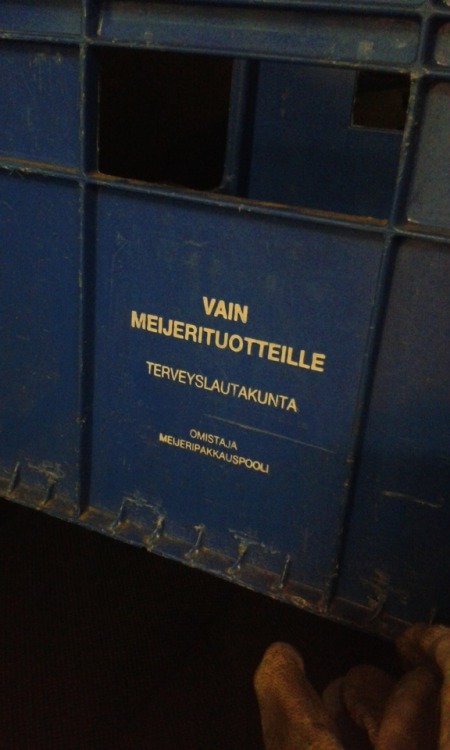 VAIN
MEIJERITUOTTEILLE
TERVEYSLAUTAKUNTA
OMISTAJA
MEIJERIPAKKAUSPOOLI